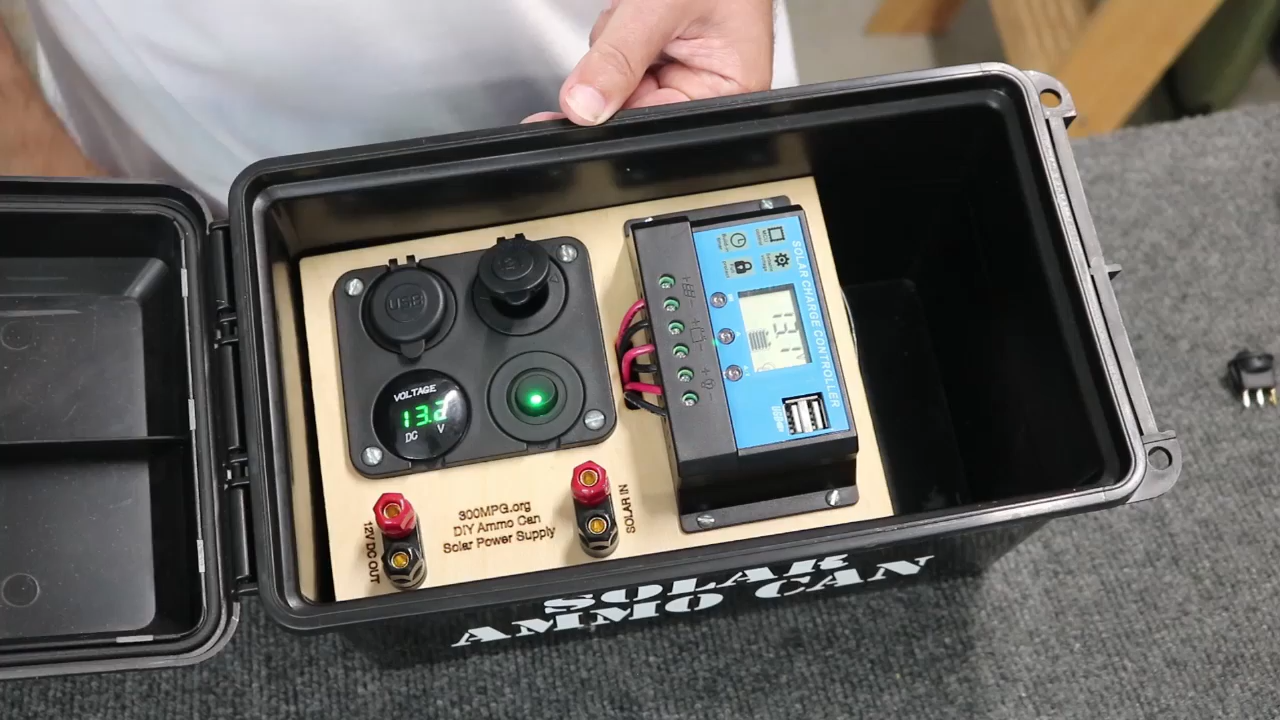 USB
12V
VOLTAGE
13.2
DC V
12V DC OUT
300MPG.org
DIY Ammo Can
Solar Power Supply
SOLAR IN
SOLAR CHARGE CONTROLLER
13.1
SOLAR
AMMO CAN